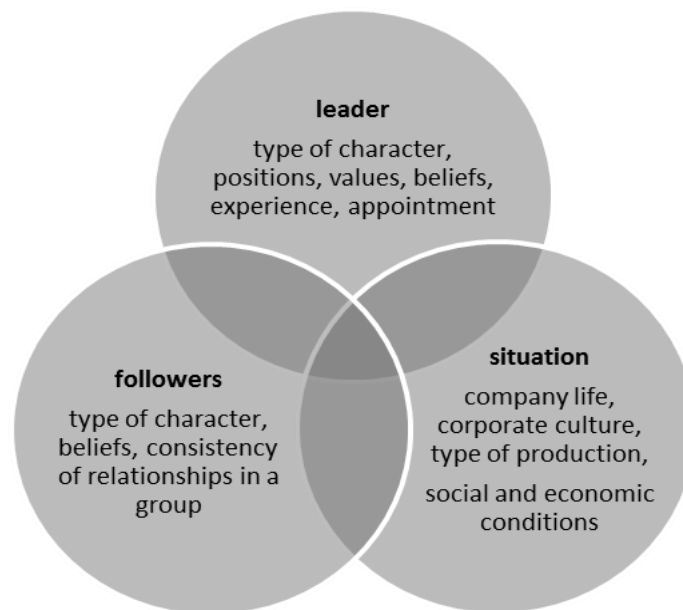 leader
type of character,
positions, values, beliefs,
experience, appointment
followers
type of character,
beliefs, consistency
of relationships in a
group
situation
company life,
corporate culture,
type of production,
social and economic
conditions